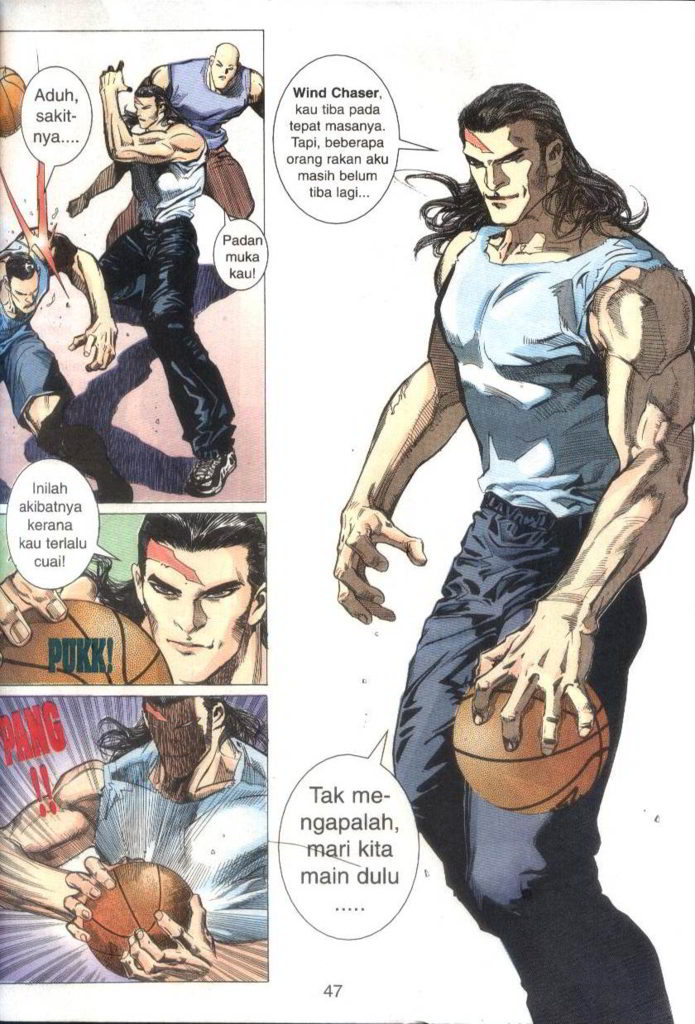 Aduh,
sakit-
nya....
Padan
muka
kau!
Wind Chaser,
kau tiba pada
tepat masanya.
Tapi, beberapa
orang rakan aku
masih belum
tiba lagi...
Inilah
akibatnya
kerana
kau terlalu
cuai!
PUKK!
PANG
!!
Tak me-
ngapalah,
mari kita
main dulu
.....
47